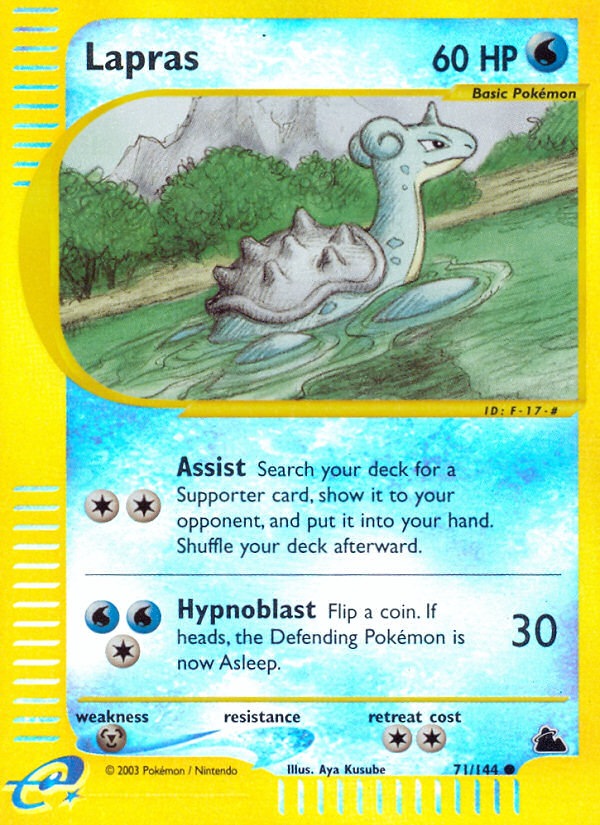 Lapras 60 HP
Basic Pokémon
ID: F-17-#
Assist Search your deck for a
Supporter card, show it to your
opponent, and put it into your hand.
Shuffle your deck afterward.
Hypnoblast Flip a coin. If
heads, the Defending Pokémon is
now Asleep.
30
weakness resistance retreat cost
© 2003 Pokémon / Nintendo Illus. Aya Kusube 71/144 ●
e